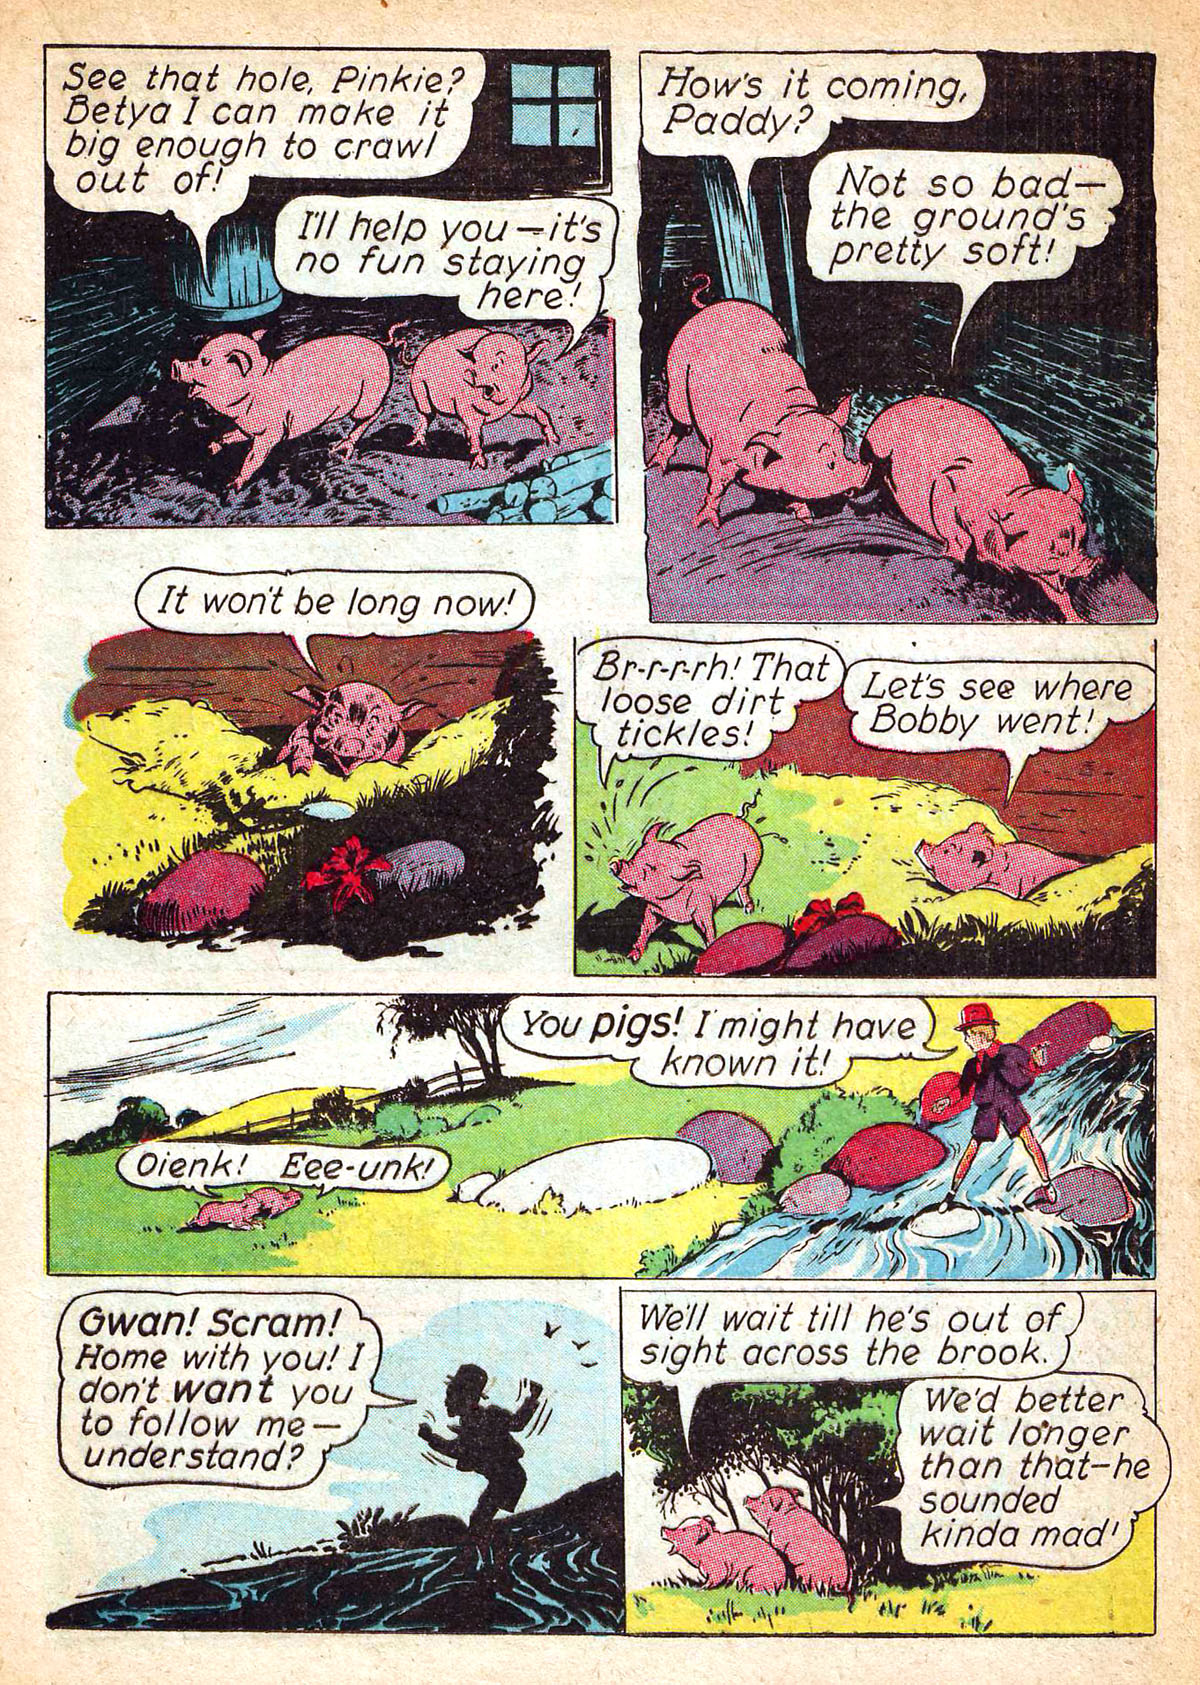 See that hole, Pinkie?
Betya I can make it
big enough to crawl
out of!
I'll help you—it's
no fun staying
here!
How's it coming,
Paddy?
Not so bad—
the ground's
pretty soft!
It won't be long now!
Br-r-r-rh! That
loose dirt
tickles!
Let's see where
Bobby went!
You pigs! I might have
known it!
Oienk! Eee-unk!
Gwan! Scram!
Home with you! I
don't want you
to follow me—
understand?
We'll wait till he's out of
sight across the brook.
We'd better
wait longer
than that—he
sounded
kinda mad!